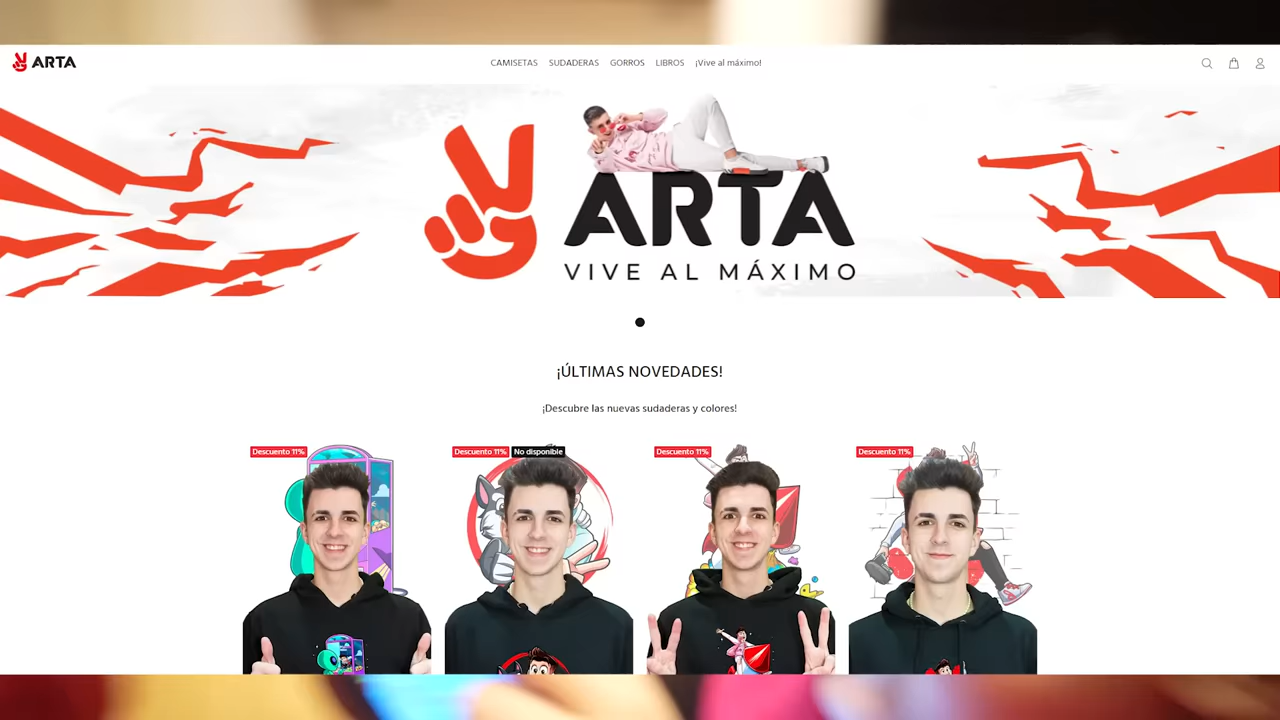 ARTA
CAMISETAS SUDADERAS GORROS LIBROS ¡Vive al máximo!
ARTA
VIVE AL MÁXIMO
¡ÚLTIMAS NOVEDADES!
¡Descubre las nuevas sudaderas y colores!
Descuento 11%
Descuento 11% No disponible
Descuento 11%
Descuento 11%